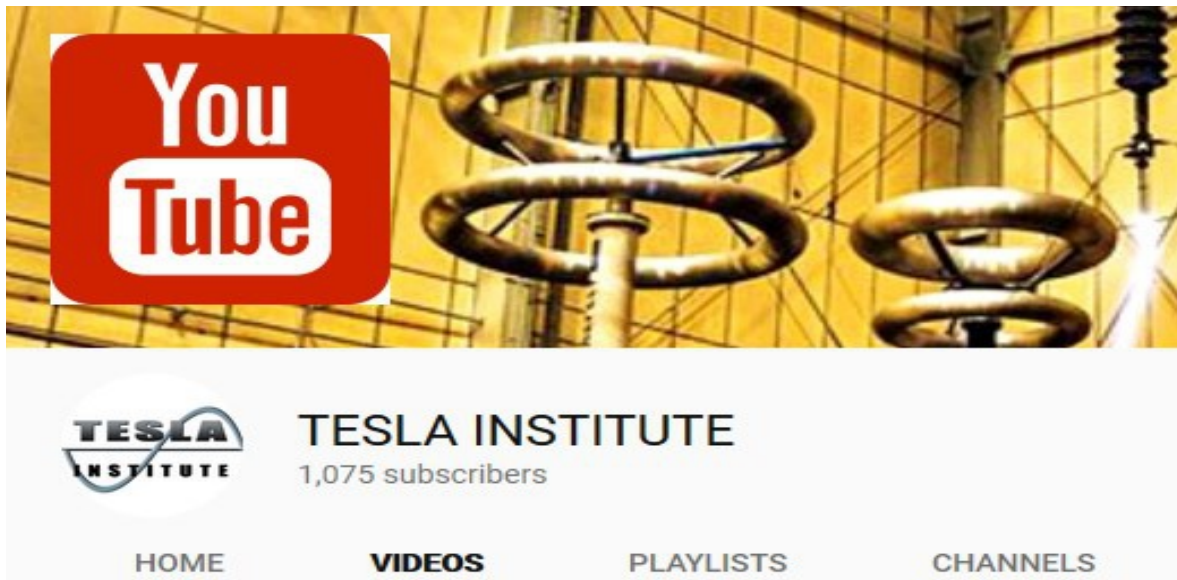 You
Tube
TESLA
INSTITUTE
TESLA INSTITUTE
1,075 subscribers
HOME VIDEOS PLAYLISTS CHANNELS